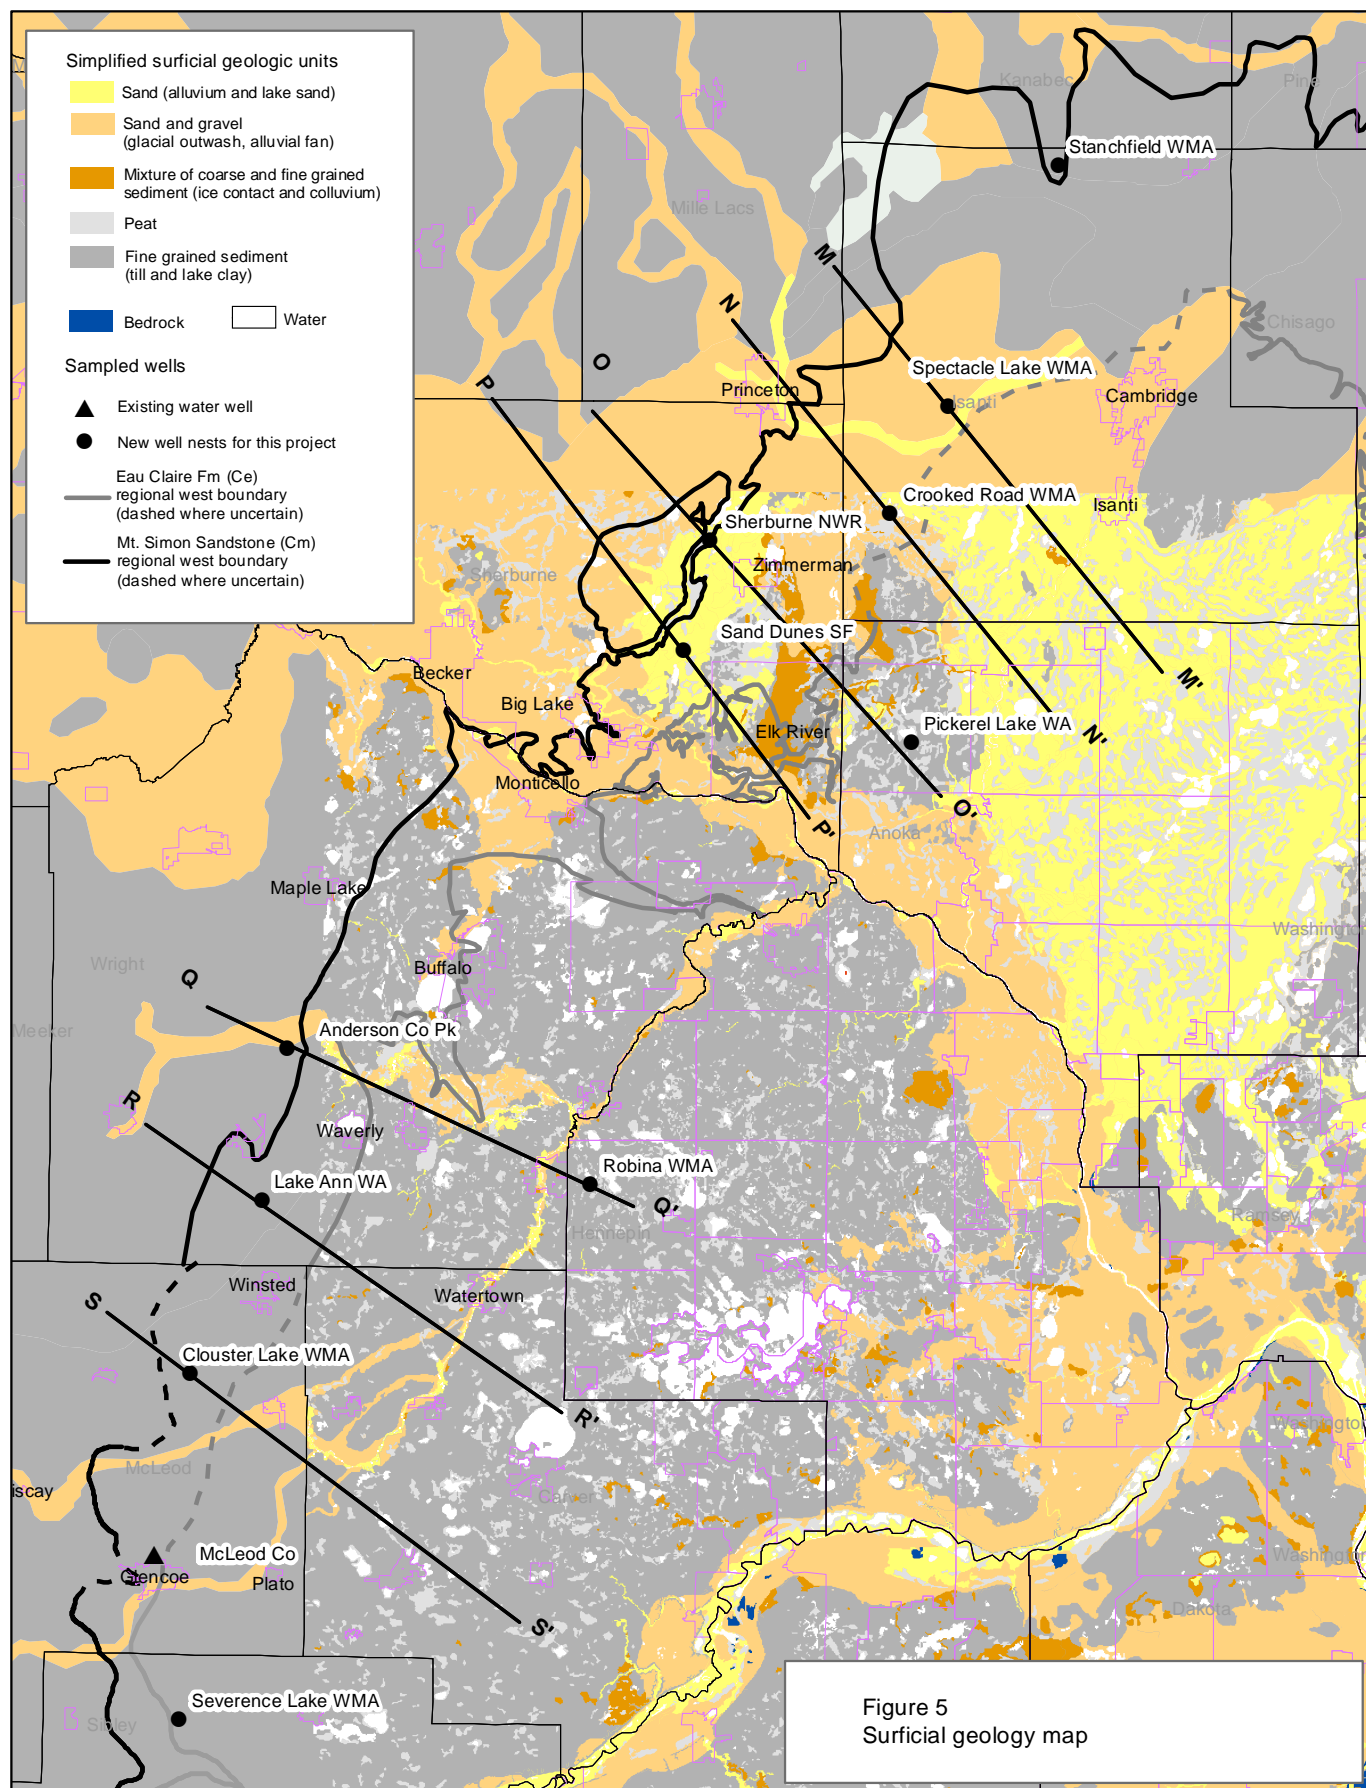 Simplified surficial geologic units
Sand (alluvium and lake sand)
Sand and gravel
(glacial outwash, alluvial fan)
Mixture of coarse and fine grained
sediment (ice contact and colluvium)
Peat
Fine grained sediment
(till and lake clay)
Bedrock
Water
Sampled wells
Existing water well
New well nests for this project
Eau Claire Fm (Ce)
regional west boundary
(dashed where uncertain)
Mt. Simon Sandstone (Cm)
regional west boundary
(dashed where uncertain)
Kanabec
Pine
Stanchfield WMA
Mille Lacs
M
N
Chisago
O
P
Spectacle Lake WMA
Princeton
Isanti
Cambridge
Crooked Road WMA
Isanti
Sherburne NWR
Zimmerman
Sherburne
Sand Dunes SF
Becker
M'
Big Lake
Pickerel Lake WA
Elk River
N'
Monticello
O'
P'
Anoka
Maple Lake
Washington
Wright
Buffalo
Q
Meeker
Anderson Co Pk
R
Waverly
Robina WMA
Lake Ann WA
Q'
Ramsey
Hennepin
Winsted
Watertown
S
Clouster Lake WMA
R'
Washington
McLeod
iscay
Carver
McLeod Co
Washington
Glencoe
Plato
Dakota
S'
Severence Lake WMA
Sibley
Figure 5
Surficial geology map